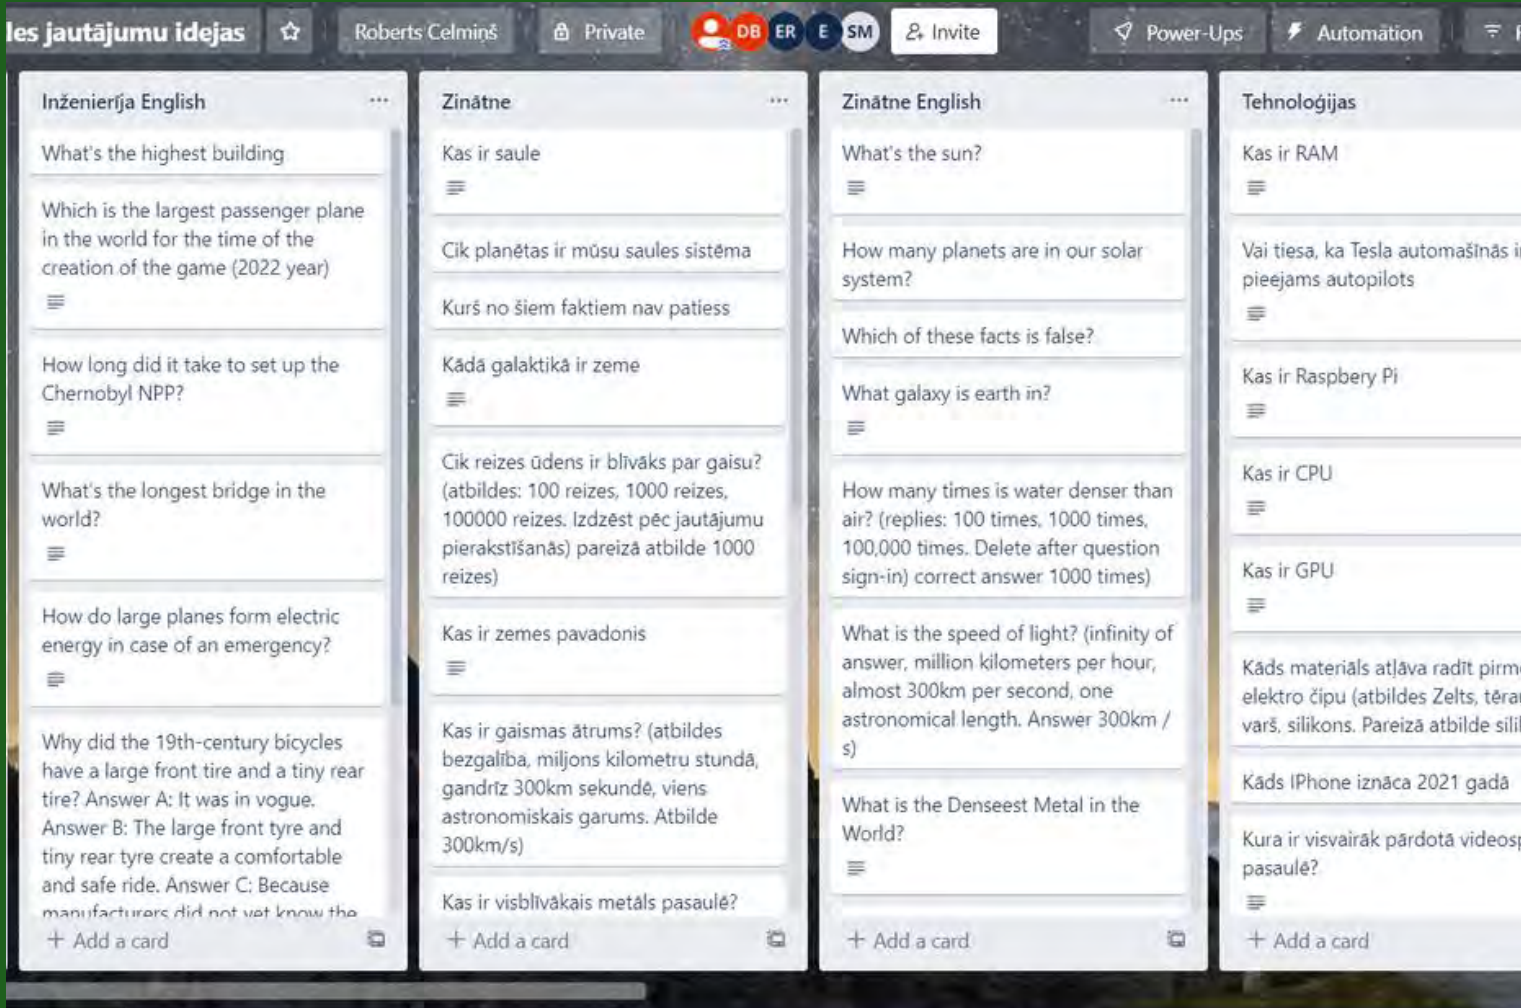 les jautājumu idejas
Roberts Celmiņš
Private
DB
ER
E
SM
Invite
Power-Ups
Automation
Inženierija English
What's the highest building
Which is the largest passenger plane
in the world for the time of the
creation of the game (2022 year)
How long did it take to set up the
Chernobyl NPP?
What's the longest bridge in the
world?
How do large planes form electric
energy in case of an emergency?
Why did the 19th-century bicycles
have a large front tire and a tiny rear
tire? Answer A: It was in vogue.
Answer B: The large front tyre and
tiny rear tyre create a comfortable
and safe ride. Answer C: Because
manufacturers did not yet know the
+ Add a card
Zinātne
Kas ir saule
Cik planētas ir mūsu saules sistēma
Kurš no šiem faktiem nav patiess
Kādā galaktikā ir zeme
Cik reizes ūdens ir blīvāks par gaisu?
(atbildes: 100 reizes, 1000 reizes,
100000 reizes. Izdzēst pēc jautājumu
pierakstīšanās) pareizā atbilde 1000
reizes)
Kas ir zemes pavadonis
Kas ir gaismas ātrums? (atbildes
bezgalība, miljons kilometru stundā,
gandrīz 300km sekundē, viens
astronomiskais garums. Atbilde
300km/s)
Kas ir visblīvākais metāls pasaulē?
+ Add a card
Zinātne English
What's the sun?
How many planets are in our solar
system?
Which of these facts is false?
What galaxy is earth in?
How many times is water denser than
air? (replies: 100 times, 1000 times,
100,000 times. Delete after question
sign-in) correct answer 1000 times)
What is the speed of light? (infinity of
answer, million kilometers per hour,
almost 300km per second, one
astronomical length. Answer 300km /
s)
What is the Denseest Metal in the
World?
+ Add a card
Tehnoloģijas
Kas ir RAM
Vai tiesa, ka Tesla automašīnās
pieejams autopilots
Kas ir Raspbery Pi
Kas ir CPU
Kas ir GPU
Kāds materiāls atļāva radīt
elektro čipu (atbildes Zelts,
varš, silikons. Pareizā atbilde
Kāds IPhone iznāca 2021 gadā
Kura ir visvairāk pārdotā
pasaulē?
+ Add a card